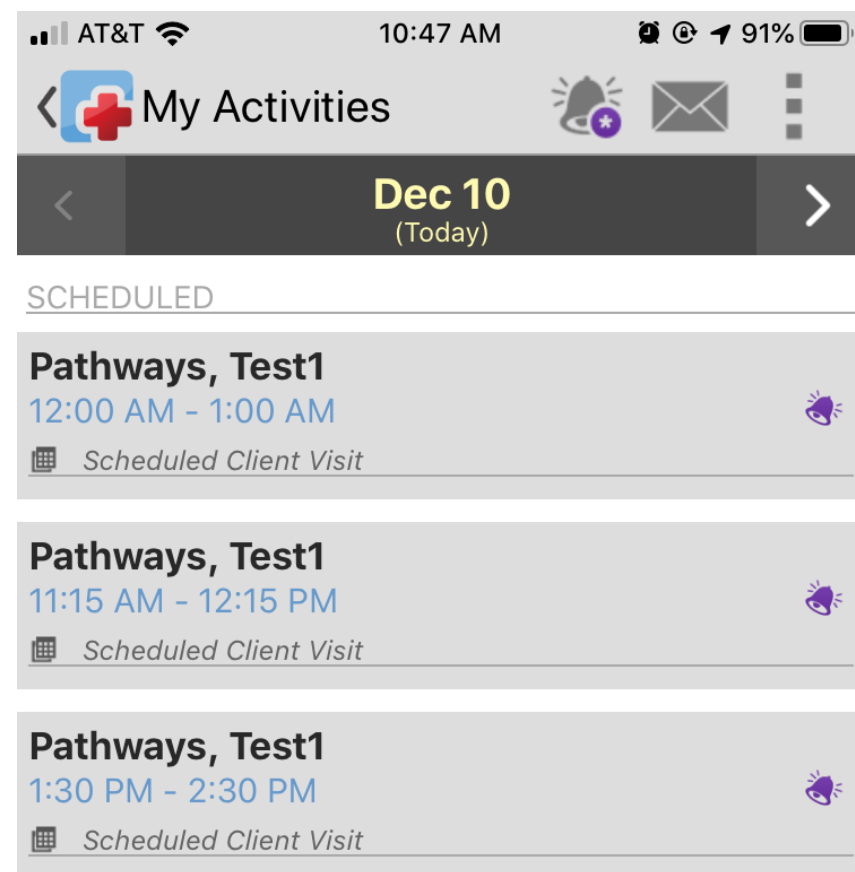 AT&T 10:47 AM 91%
My Activities
Dec 10
(Today)
SCHEDULED
Pathways, Test1
12:00 AM - 1:00 AM
Scheduled Client Visit
Pathways, Test1
11:15 AM - 12:15 PM
Scheduled Client Visit
Pathways, Test1
1:30 PM - 2:30 PM
Scheduled Client Visit